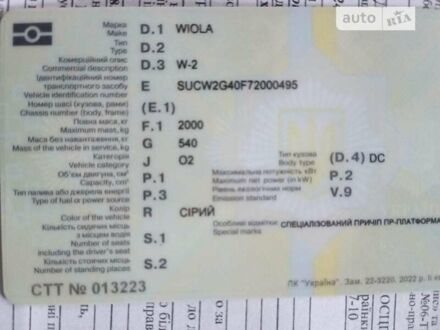 auto RIA
Марка
Make D.1 WIOLA
Тип
Type D.2
Комерційний опис
Commercial description D.3 W-2
Ідентифікаційний номер
транспортного засобу E SUCW2G40F72000495
Vehicle identification number
Номер шасі (кузова, рами) (E.1)
Chassis number (body, frame)
Повна маса, кг
Maximum mass, kg F.1 2000
Маса без навантаження, кг G 540
Mass of the vehicle in service, kg
Категорія
Vehicle category J O2 Тип кузова
Body type (D.4) DC
Об'єм двигуна, см³
Capacity, cm³ P.1 Максимальна потужність, кВт
Maximum net power (in kW) P.2
Тип палива або джерела енергії
Type of fuel or power source P.3 Рівень екологічних норм
Emission standard V.9
Колір
Color of the vehicle R СІРИЙ
Особливі відмітки СПЕЦІАЛІЗОВАНИЙ ПРИЧІП ПР-ПЛАТФОРМА
Special marks
Кількість сидячих місць
з місцем водія
Number of seats S.1
including the driver's seat
Кількість стоячих місць
Number of standing places S.2
СТТ № 013223
ПК "Україна". Зам. 22-3220, 2022 р.